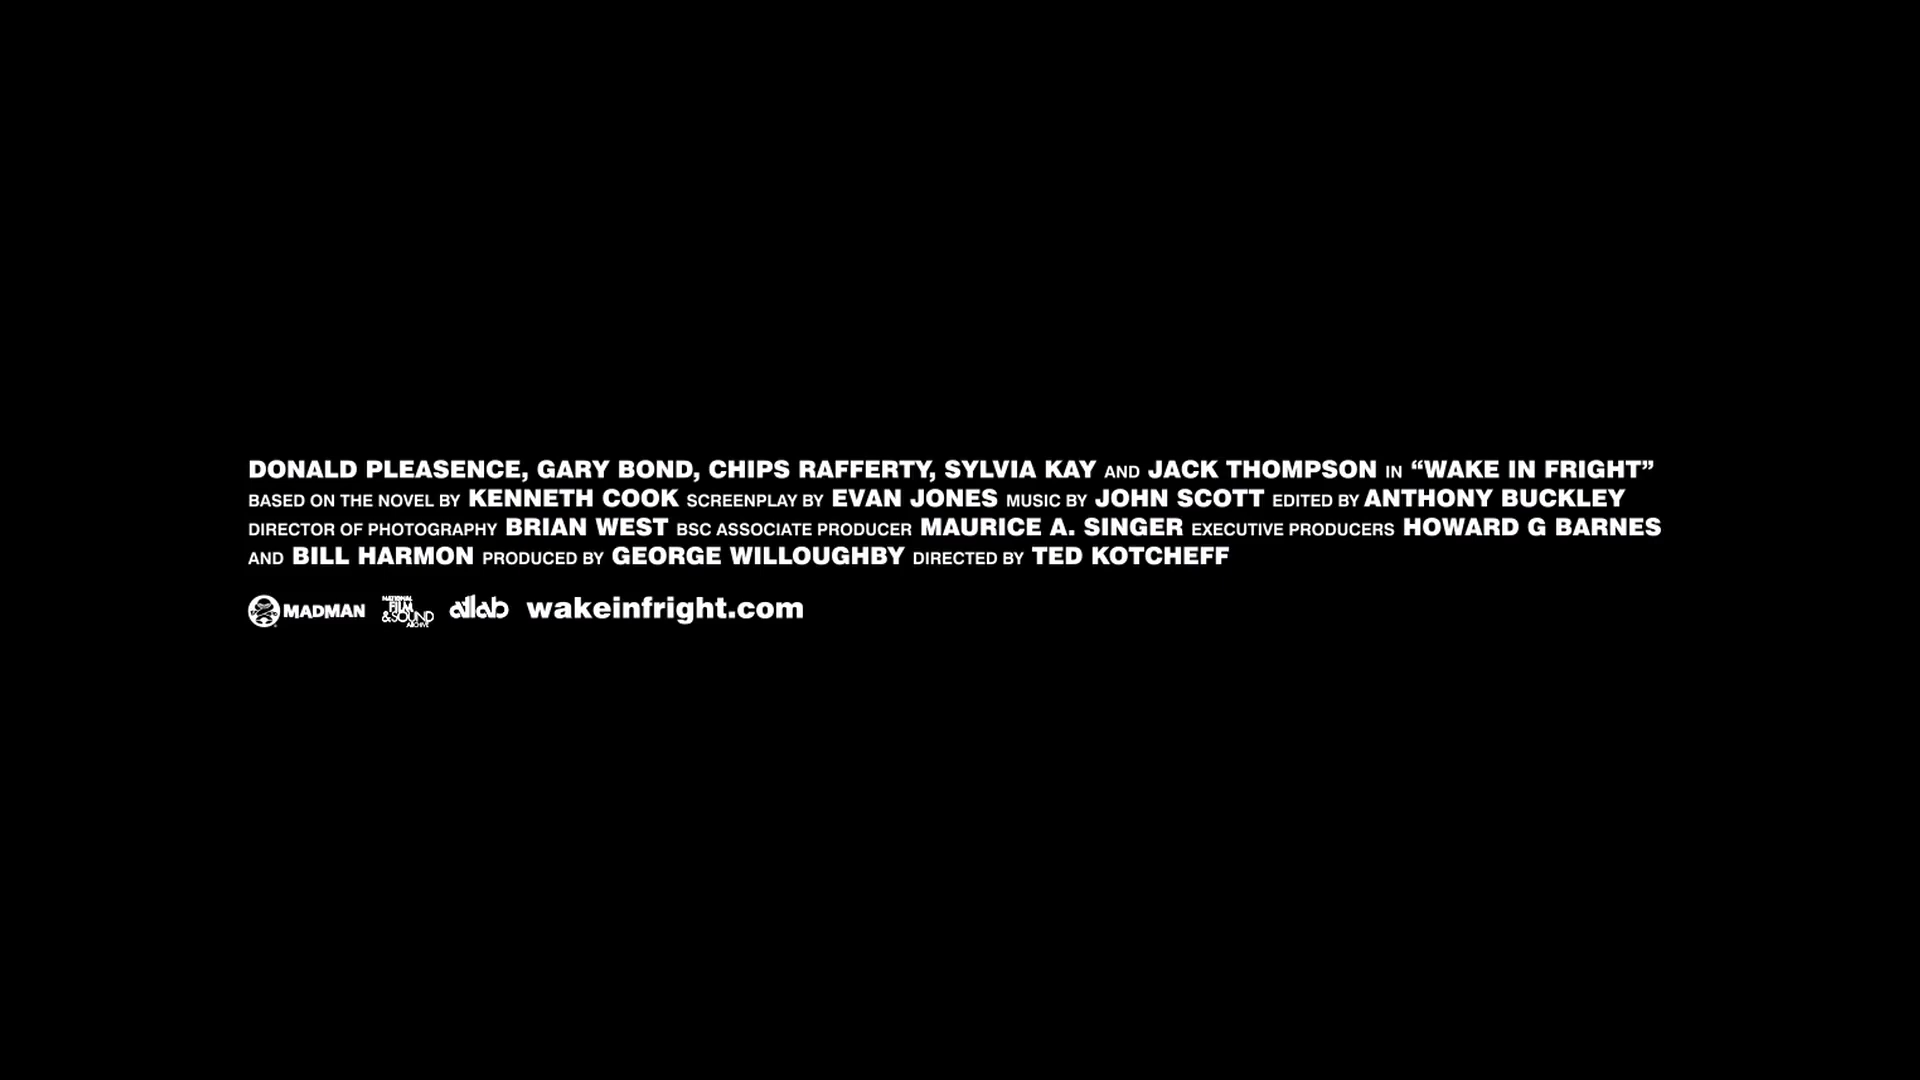 DONALD PLEASENCE, GARY BOND, CHIPS RAFFERTY, SYLVIA KAY AND JACK THOMPSON IN “WAKE IN FRIGHT”
BASED ON THE NOVEL BY KENNETH COOK SCREENPLAY BY EVAN JONES MUSIC BY JOHN SCOTT EDITED BY ANTHONY BUCKLEY
DIRECTOR OF PHOTOGRAPHY BRIAN WEST BSC ASSOCIATE PRODUCER MAURICE A. SINGER EXECUTIVE PRODUCERS HOWARD G BARNES
AND BILL HARMON PRODUCED BY GEORGE WILLOUGHBY DIRECTED BY TED KOTCHEFF
MADMAN NATIONAL FILM & SOUND ARCHIVE atlab wakeinfright.com